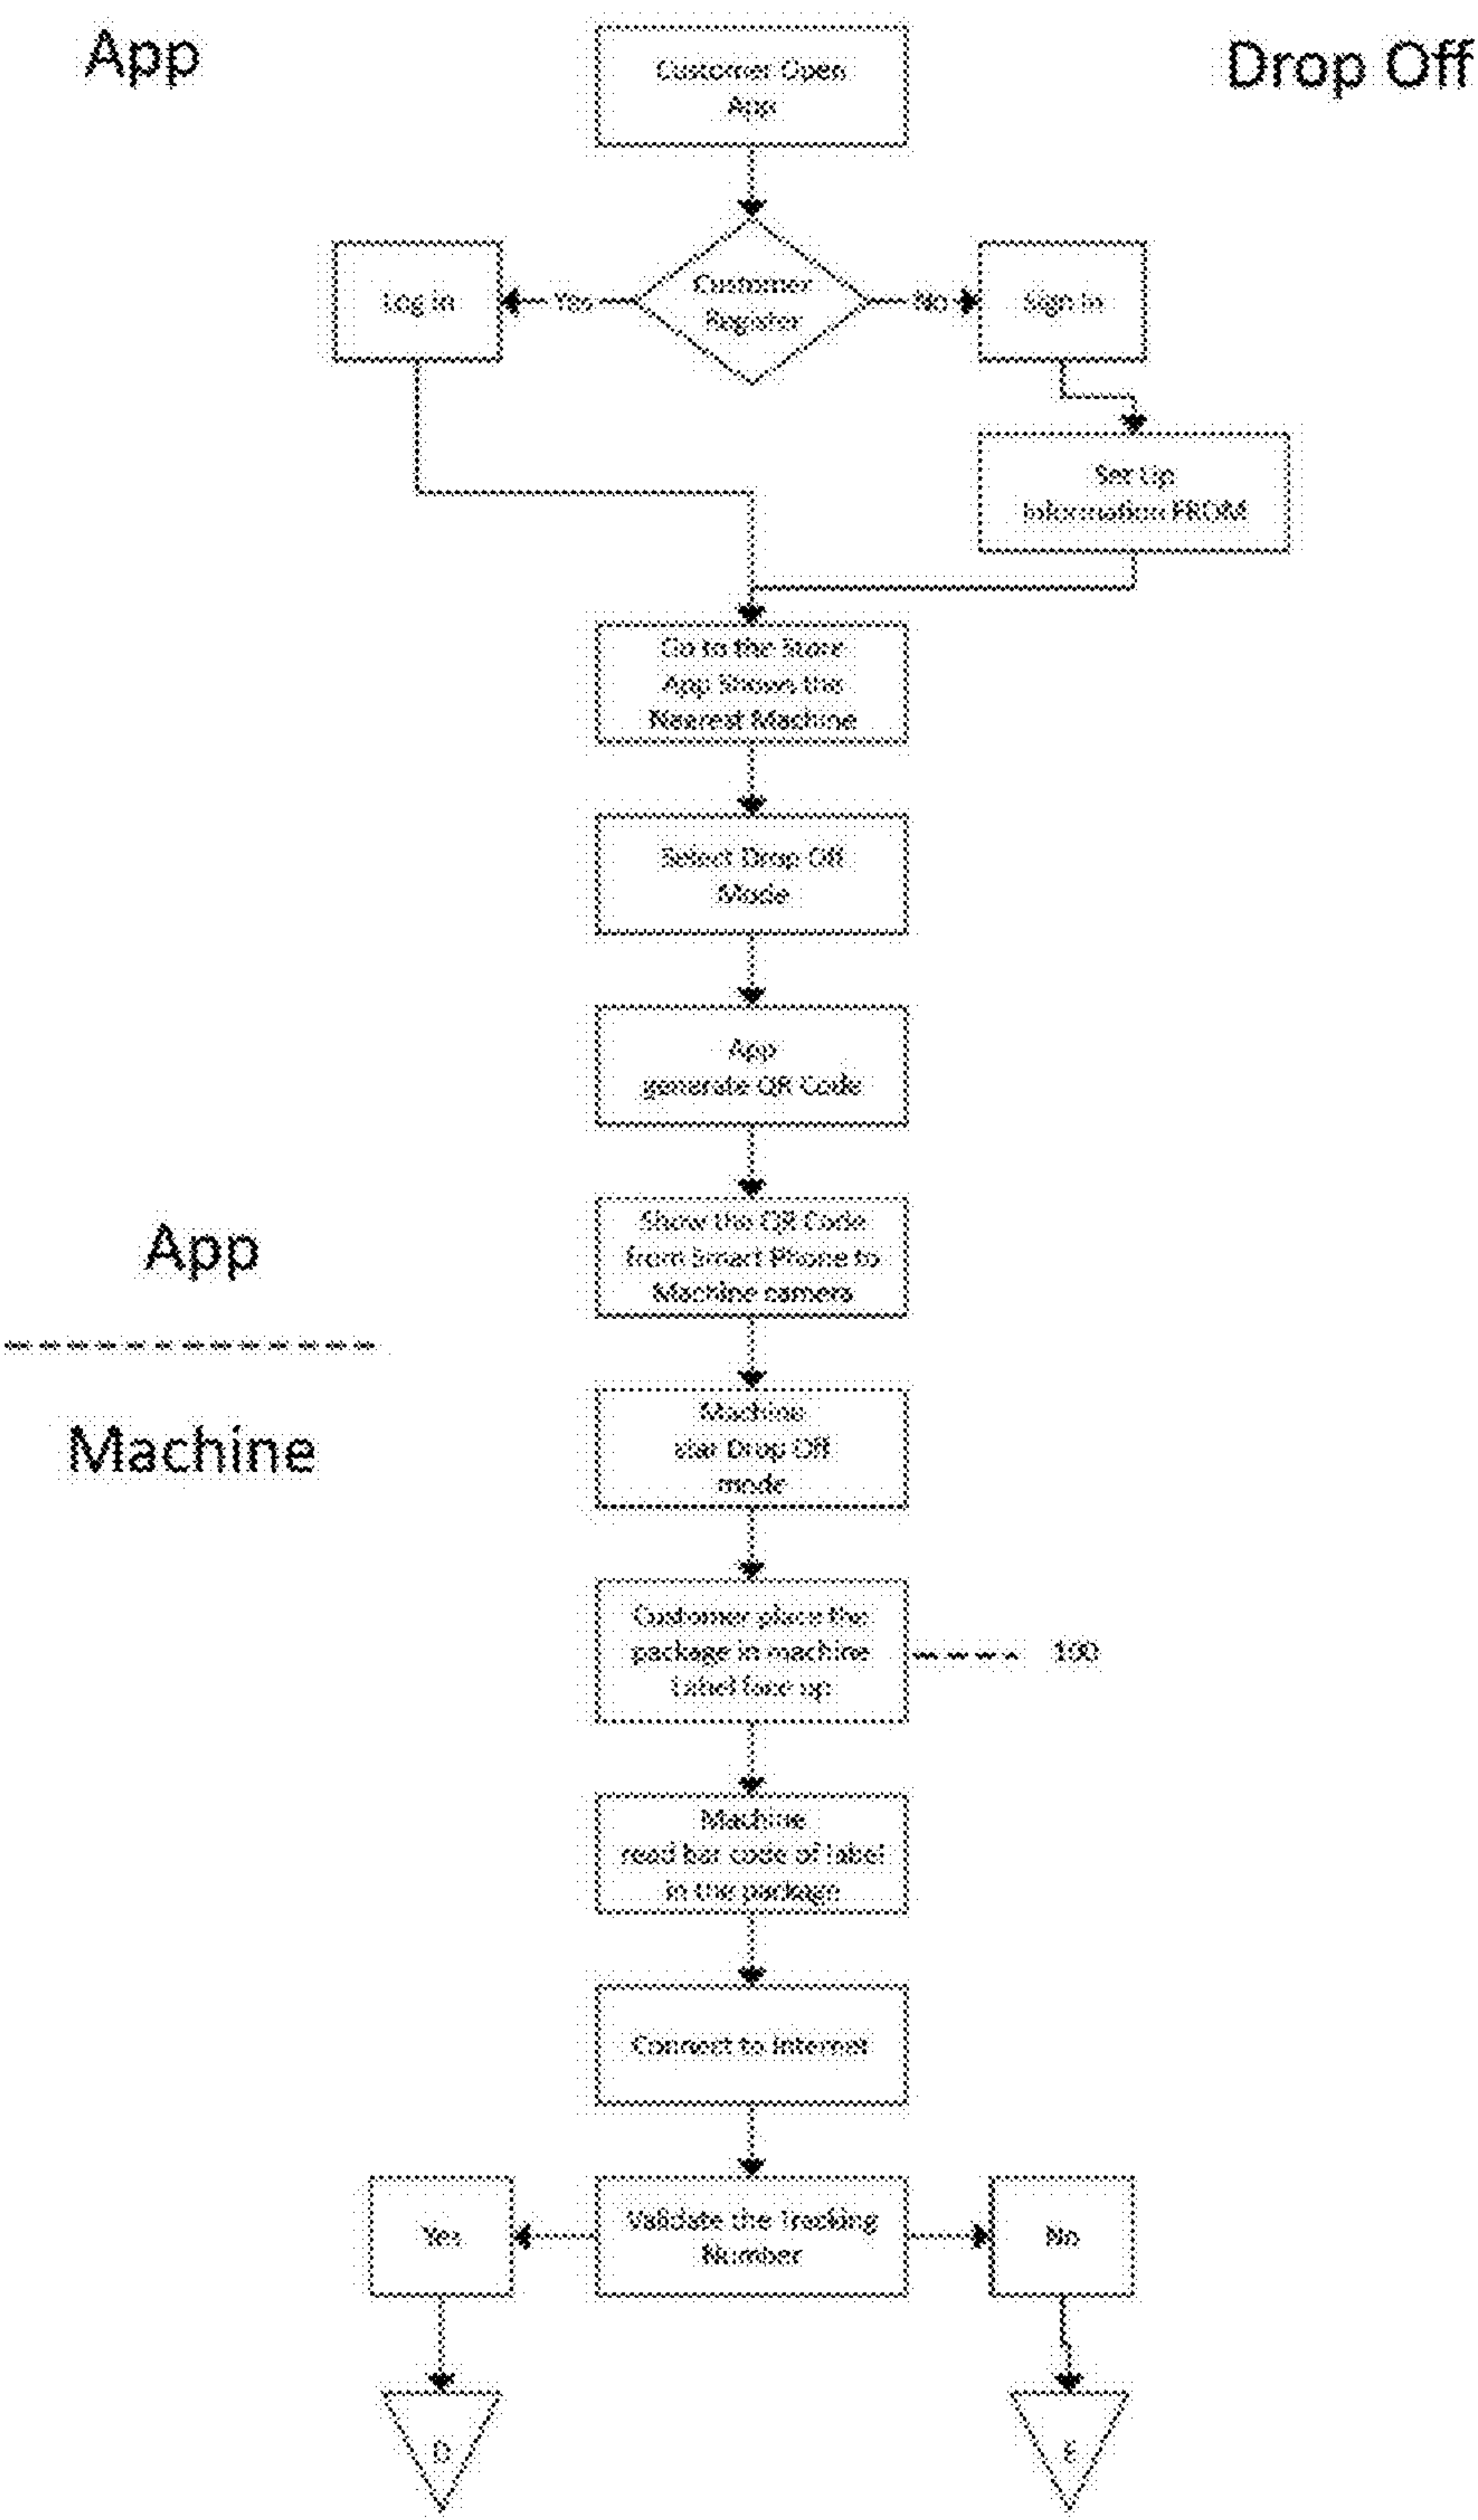 App
Drop Off
Customer Open
App
Customer
Register
Yes
No
Log in
Sign In
Set Up
Information FROM
Go to the Store
App Shows the
Nearest Machine
Select Drop Off
Mode
App
generate QR Code
Show the QR Code
from Smart Phone to
Machine camera
App
Machine
Machine
Drop Off
mode
Customer place the
package in machine
Label face up
100
Machine
read bar code of label
in the package
Connect to Internet
Validate the Tracking
Number
Yes
No
D
E